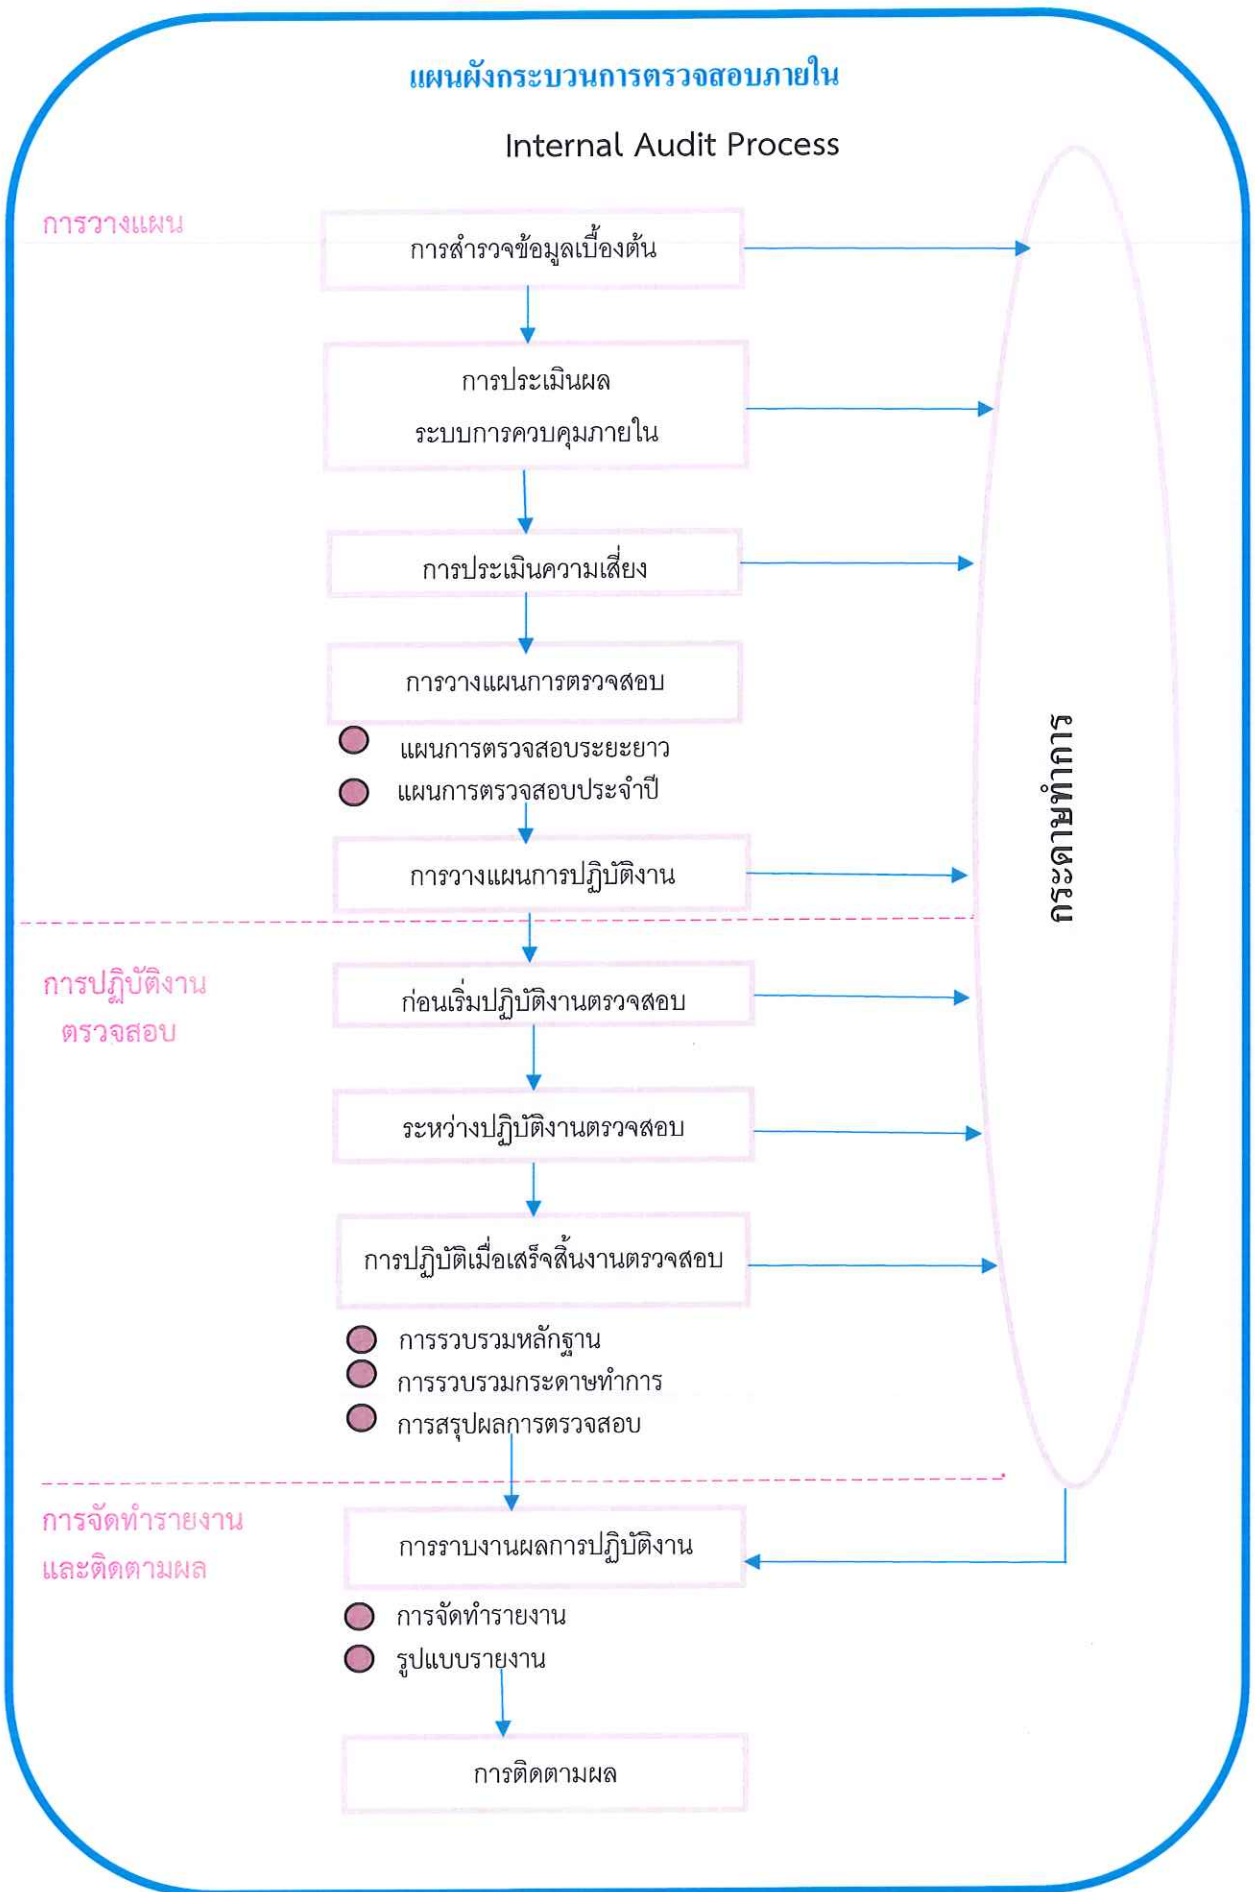 แผนผังกระบวนการตรวจสอบภายใน
Internal Audit Process
การวางแผน
การสำรวจข้อมูลเบื้องต้น
การประเมินผล
ระบบการควบคุมภายใน
การประเมินความเสี่ยง
การวางแผนการตรวจสอบ
แผนการตรวจสอบระยะยาว
แผนการตรวจสอบประจำปี
การวางแผนการปฏิบัติงาน
กระดาษทำการ
การปฏิบัติงาน
ตรวจสอบ
ก่อนเริ่มปฏิบัติงานตรวจสอบ
ระหว่างปฏิบัติงานตรวจสอบ
การปฏิบัติเมื่อเสร็จสิ้นงานตรวจสอบ
การรวบรวมหลักฐาน
การรวบรวมกระดาษทำการ
การสรุปผลการตรวจสอบ
การจัดทำรายงาน
และติดตามผล
การราบงานผลการปฏิบัติงาน
การจัดทำรายงาน
รูปแบบรายงาน
การติดตามผล